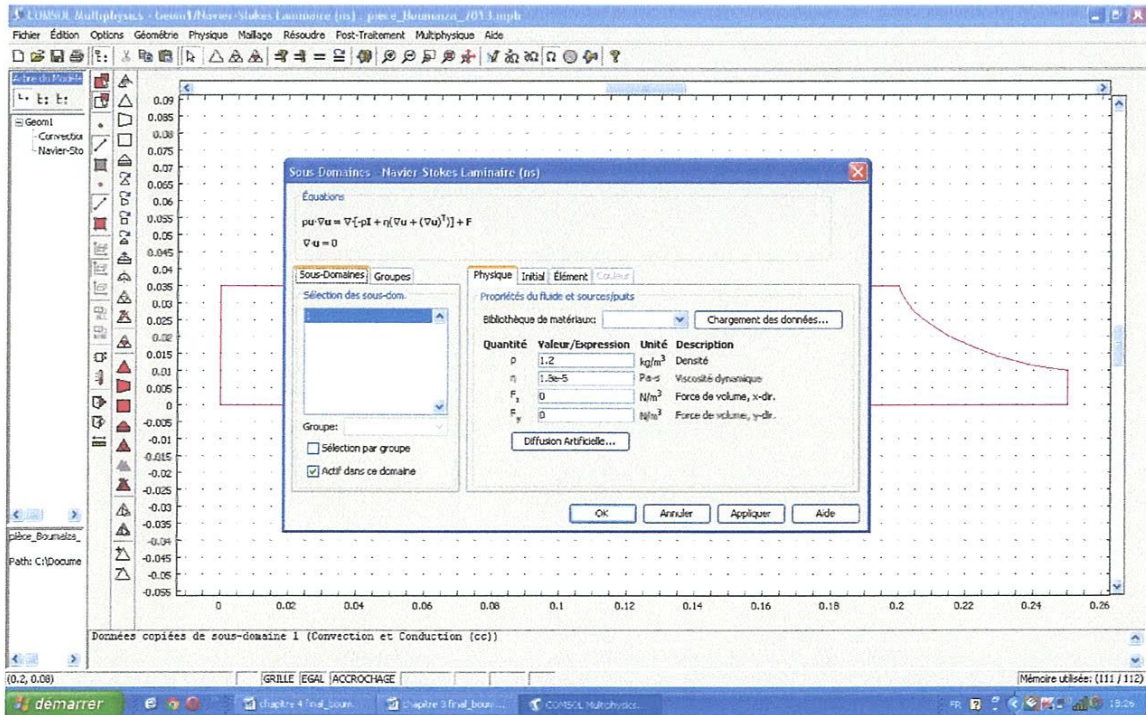 COMSOL Multiphysics - Geom1/Navier-Stokes Laminaire (ns) : pièce_Boumaza_2013.mph
Fichier Édition Options Géométrie Physique Maillage Résoudre Post-Traitement Multiphysique Aide
Arbre du Modèle
Geom1
Convection
Navier-Sto
0.09
0.085
0.08
0.075
0.07
0.065
0.06
0.055
0.05
0.045
0.04
0.035
0.03
0.025
0.02
0.015
0.01
0.005
0
-0.005
-0.01
-0.015
-0.02
-0.025
-0.03
-0.035
-0.04
-0.045
-0.05
-0.055
0 0.02 0.04 0.06 0.08 0.1 0.12 0.14 0.16 0.18 0.2 0.22 0.24 0.26
Sous-Domaines - Navier-Stokes Laminaire (ns)
Équations
ρu·∇u = ∇·[-pI + η(∇u + (∇u)ᵀ)] + F
∇·u = 0
Sous-Domaines Groupes
Sélection des sous-dom.
1
Groupe:
Sélection par groupe
Actif dans ce domaine
Physique Initial Élément Couleur
Propriétés du fluide et sources/puits
Bibliothèque de matériaux: Chargement des données...
Quantité Valeur/Expression Unité Description
ρ 1.2 kg/m³ Densité
η 1.8e-5 Pa·s Viscosité dynamique
Fx 0 N/m³ Force de volume, x-dir.
Fy 0 N/m³ Force de volume, y-dir.
Diffusion Artificielle...
OK Annuler Appliquer Aide
pièce_Boumaza_
Path: C:\Docume
Données copiées de sous-domaine 1 (Convection et Conduction (cc))
(0.2, 0.08) GRILLE EGAL ACCROCHAGE Mémoire utilisée: (111 / 112)
démarrer chapitre 4 final_boum... chapitre 3 final_boum... COMSOL Multiphysics... FR 18:26